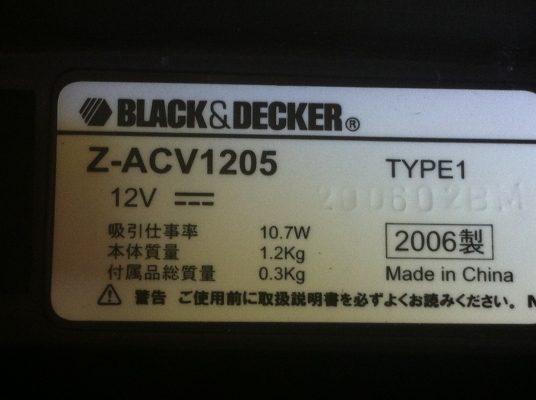 BLACK&DECKER®
Z-ACV1205 TYPE1
12V ⎓ 200602BM
吸引仕事率 10.7W
本体質量 1.2Kg 2006製
付属品総質量 0.3Kg Made in China
⚠ 警告 ご使用前に取扱説明書を必ずよくお読みください。